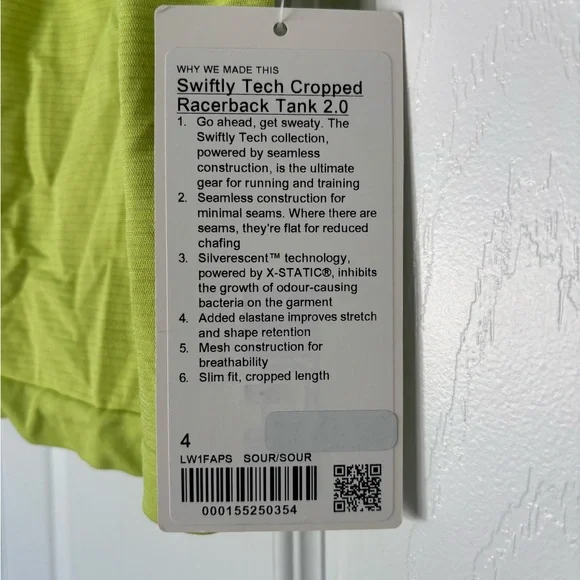 WHY WE MADE THIS
Swiftly Tech Cropped
Racerback Tank 2.0
1. Go ahead, get sweaty. The
Swiftly Tech collection,
powered by seamless
construction, is the ultimate
gear for running and training
2. Seamless construction for
minimal seams. Where there are
seams, they're flat for reduced
chafing
3. Silverescent™ technology,
powered by X-STATIC®, inhibits
the growth of odour-causing
bacteria on the garment
4. Added elastane improves stretch
and shape retention
5. Mesh construction for
breathability
6. Slim fit, cropped length
4
LW1FAPS SOUR/SOUR
000155250354